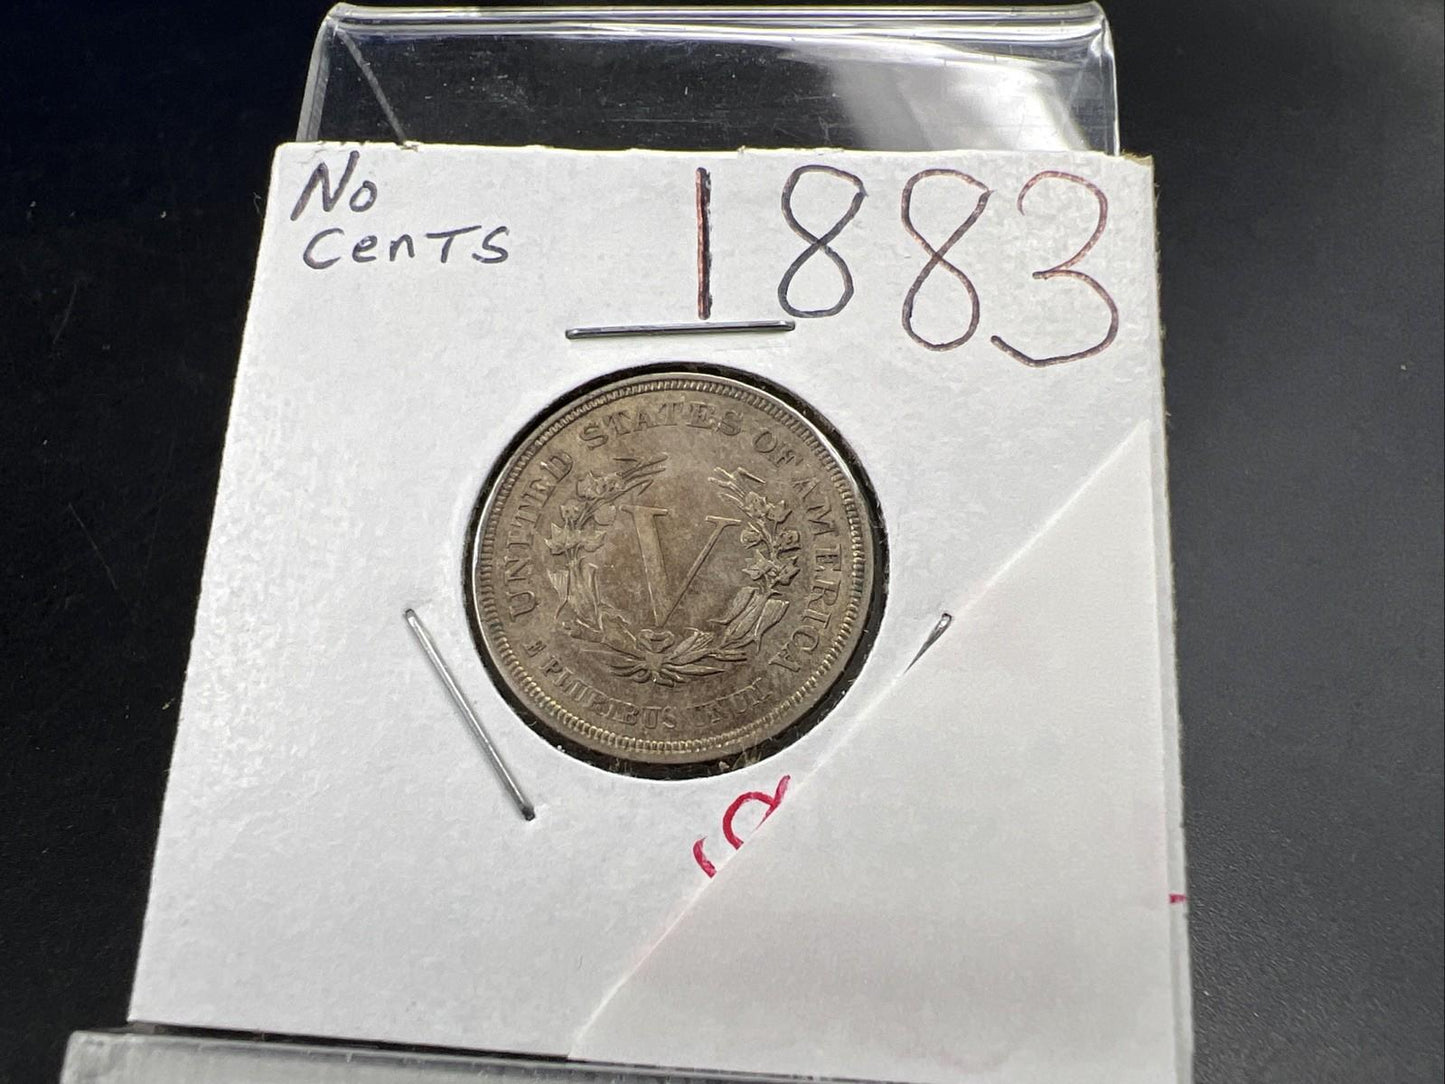 No
Cents
1883
UNITED STATES OF AMERICA
V
E PLURIBUS UNUM